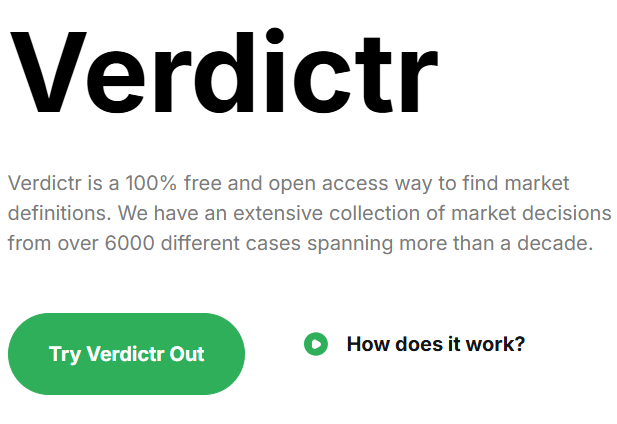 Verdictr
Verdictr is a 100% free and open access way to find market
definitions. We have an extensive collection of market decisions
from over 6000 different cases spanning more than a decade.
Try Verdictr Out
How does it work?